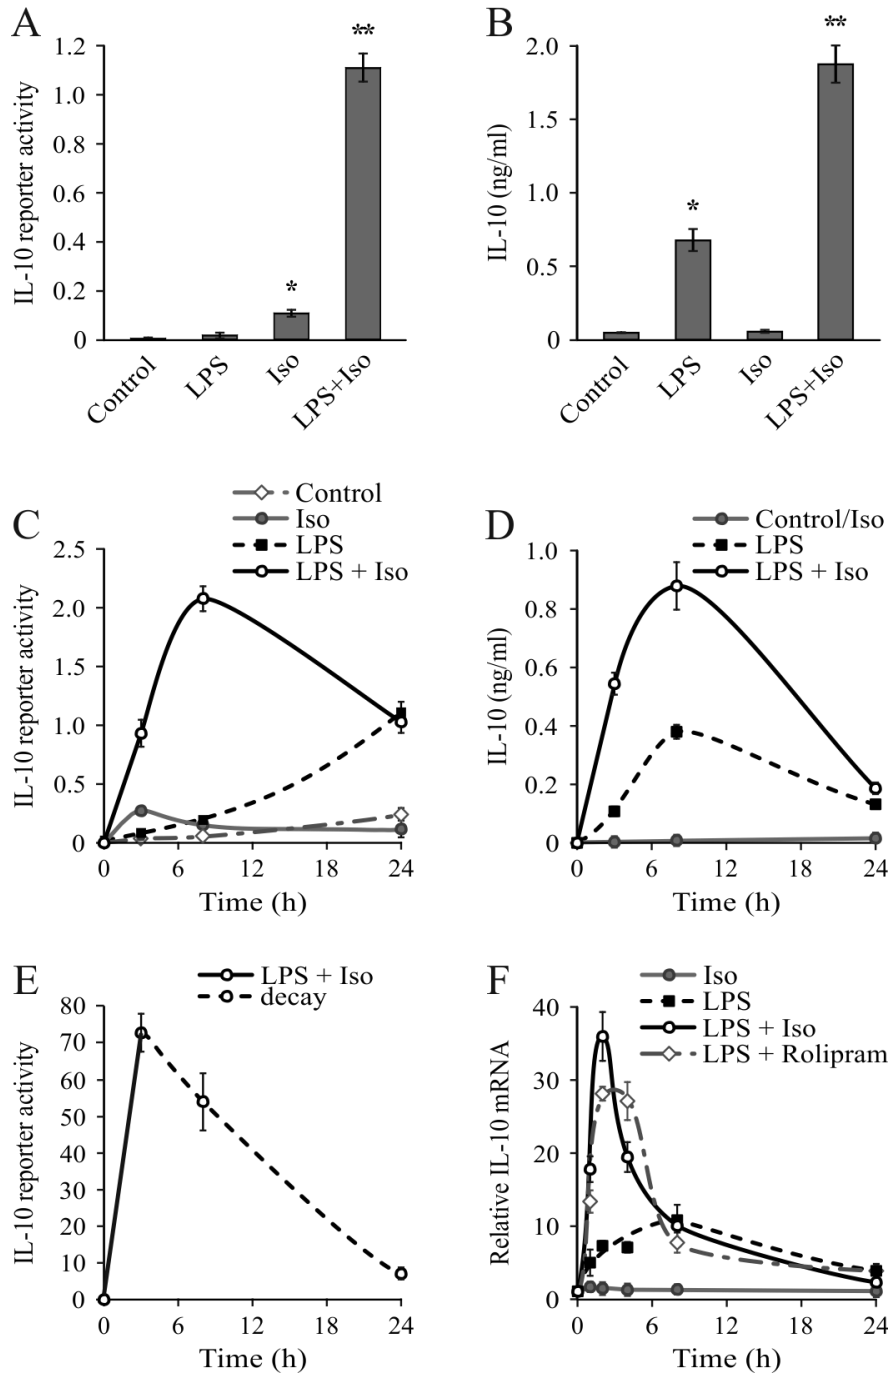 A
IL-10 reporter activity
1.2
1.0
0.8
0.6
0.4
0.2
0
**
*
Control
LPS
Iso
LPS+Iso
B
IL-10 (ng/ml)
2.0
1.5
1.0
0.5
0
**
*
Control
LPS
Iso
LPS+Iso
C
Control
Iso
LPS
LPS + Iso
IL-10 reporter activity
2.5
2.0
1.5
1.0
0.5
0
0 6 12 18 24
Time (h)
D
Control/Iso
LPS
LPS + Iso
IL-10 (ng/ml)
1.0
0.8
0.6
0.4
0.2
0
0 6 12 18 24
Time (h)
E
LPS + Iso
decay
IL-10 reporter activity
80
70
60
50
40
30
20
10
0
0 6 12 18 24
Time (h)
F
Iso
LPS
LPS + Iso
LPS + Rolipram
Relative IL-10 mRNA
40
30
20
10
0
0 6 12 18 24
Time (h)